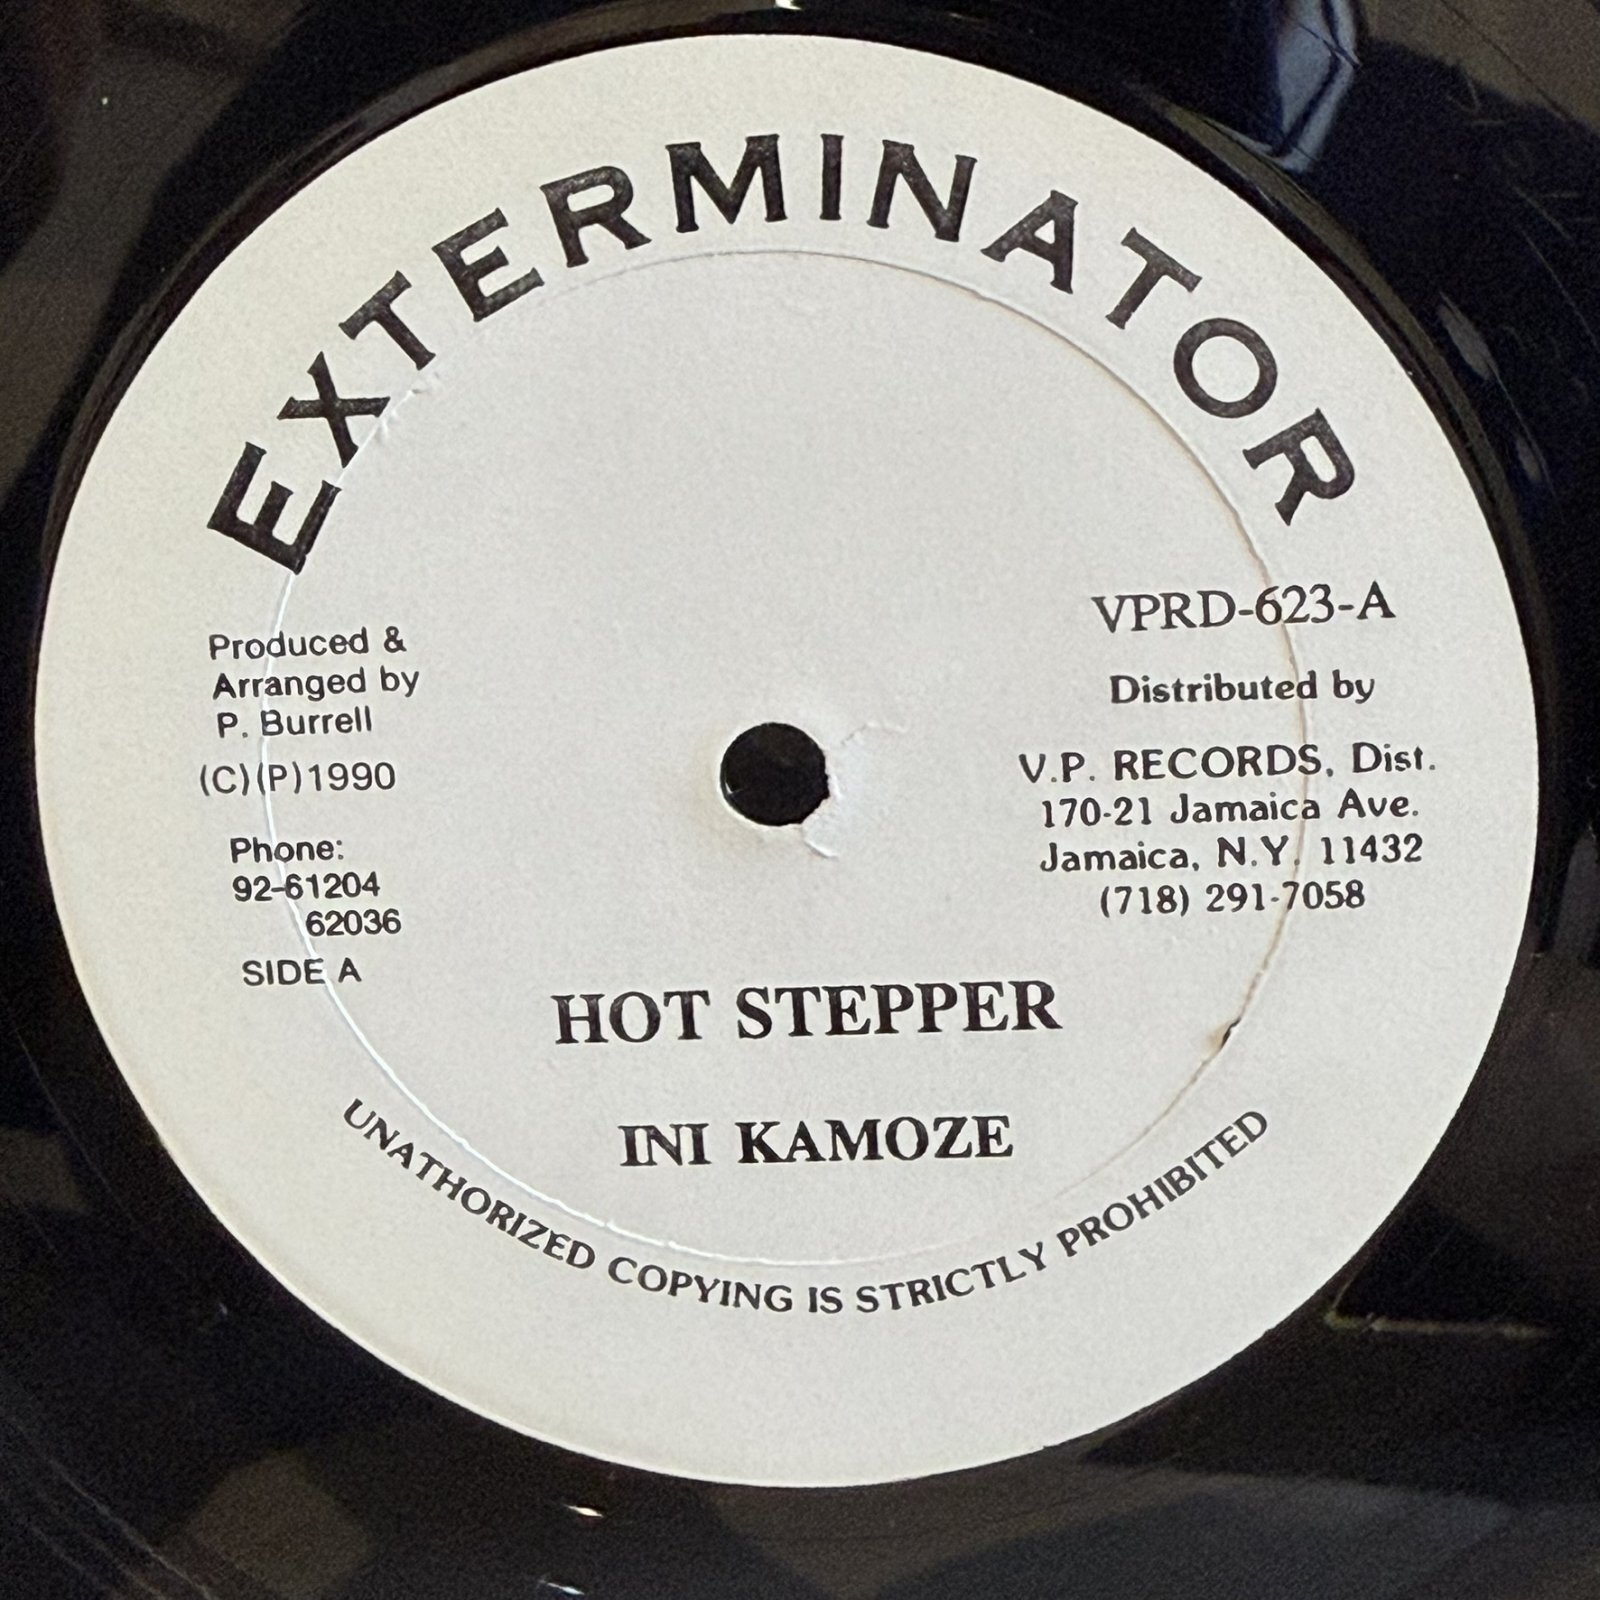 EXTERMINATOR
Produced &
Arranged by
P. Burrell
(C)(P)1990
Phone:
92-61204
62036
SIDE A
VPRD-623-A
Distributed by
V.P. RECORDS, Dist.
170-21 Jamaica Ave.
Jamaica, N.Y. 11432
(718) 291-7058
HOT STEPPER
INI KAMOZE
UNATHORIZED COPYING IS STRICTLY PROHIBITED